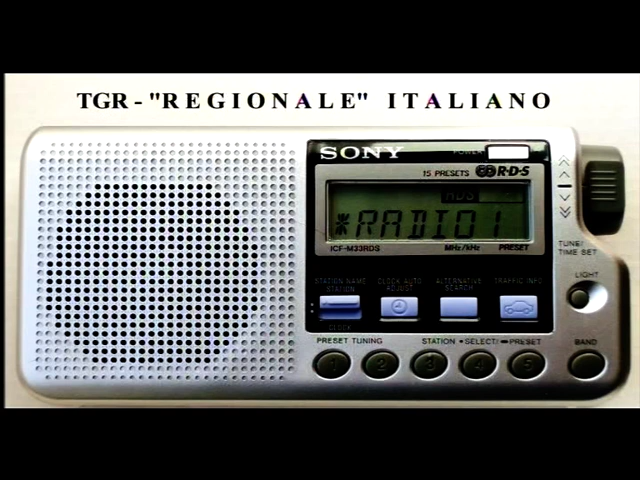 TGR - "REGIONALE" ITALIANO
SONY
POWER
15 PRESETS R·D·S
RDS
*RADIO1
ICF-M33RDS MHz/kHz PRESET
TUNE/
TIME SET
LIGHT
STATION NAME
STATION
CLOCK AUTO
ADJUST
ALTERNATIVE
SEARCH
TRAFFIC INFO
CLOCK
PRESET TUNING STATION •SELECT/ ▬PRESET BAND
1 2 3 4 5